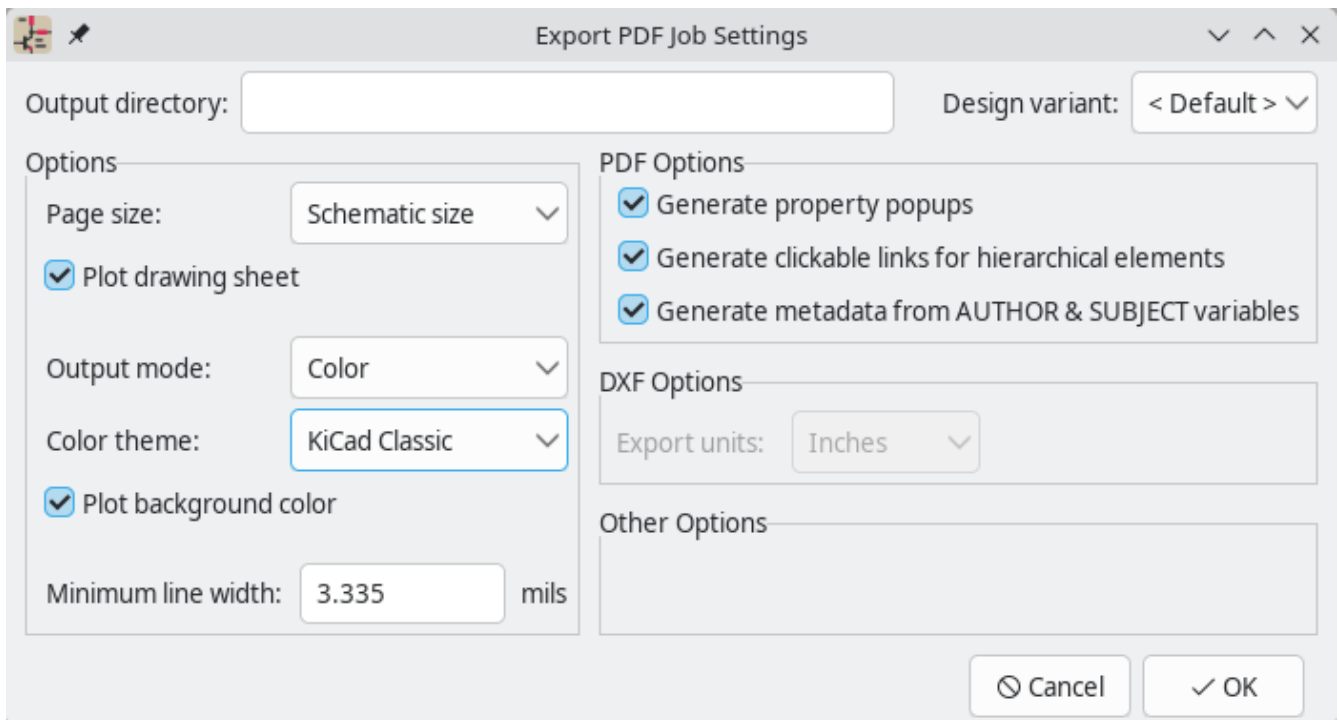 Export PDF Job Settings
Output directory:
Design variant: < Default >
Options
Page size: Schematic size
Plot drawing sheet
Output mode: Color
Color theme: KiCad Classic
Plot background color
Minimum line width: 3.335 mils
PDF Options
Generate property popups
Generate clickable links for hierarchical elements
Generate metadata from AUTHOR & SUBJECT variables
DXF Options
Export units: Inches
Other Options
Cancel
OK